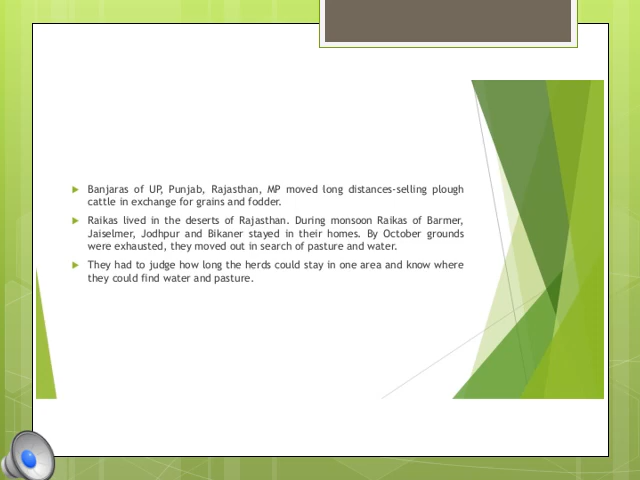 Banjaras of UP, Punjab, Rajasthan, MP moved long distances-selling plough
cattle in exchange for grains and fodder.
Raikas lived in the deserts of Rajasthan. During monsoon Raikas of Barmer,
Jaiselmer, Jodhpur and Bikaner stayed in their homes. By October grounds
were exhausted, they moved out in search of pasture and water.
They had to judge how long the herds could stay in one area and know where
they could find water and pasture.